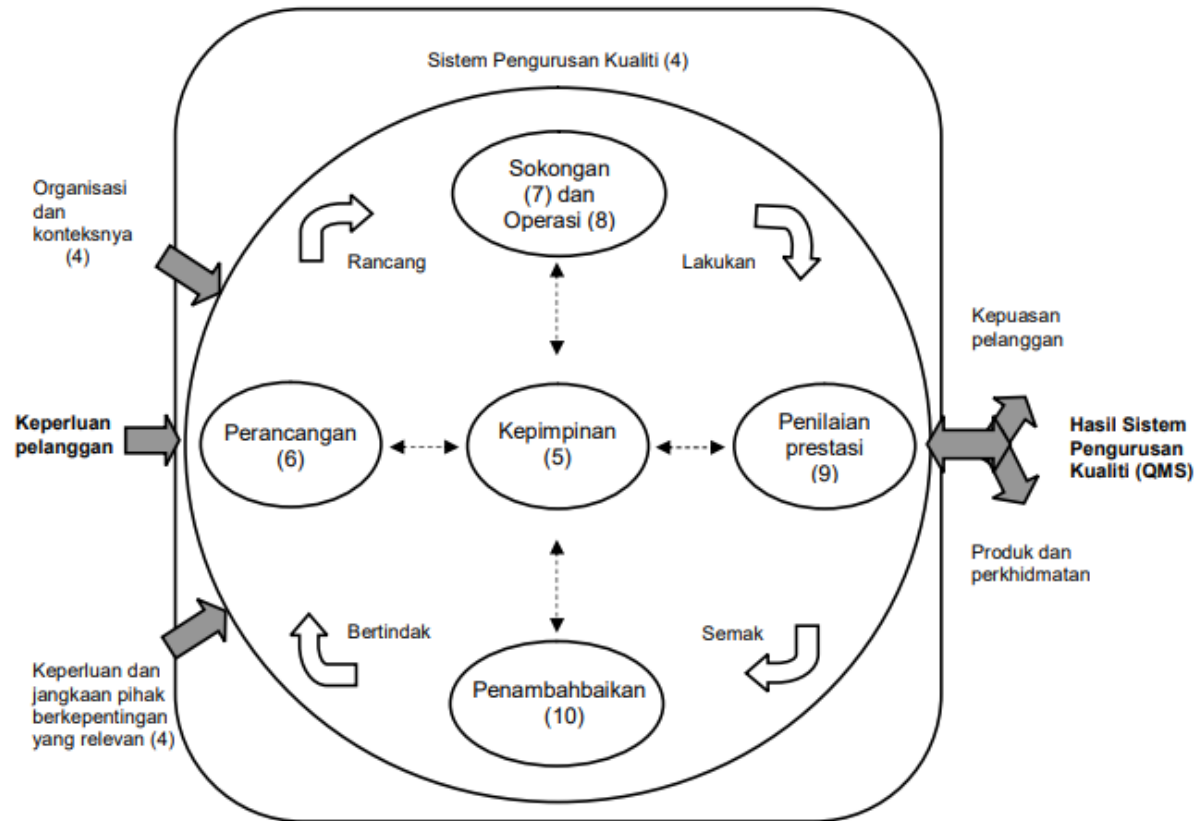 Sistem Pengurusan Kualiti (4)
Sokongan
(7) dan
Operasi (8)
Organisasi
dan
konteksnya
(4)
Rancang
Lakukan
Kepuasan
pelanggan
Keperluan
pelanggan
Perancangan
(6)
Kepimpinan
(5)
Penilaian
prestasi
(9)
Hasil Sistem
Pengurusan
Kualiti (QMS)
Produk dan
perkhidmatan
Bertindak
Semak
Keperluan dan
jangkaan pihak
berkepentingan
yang relevan (4)
Penambahbaikan
(10)